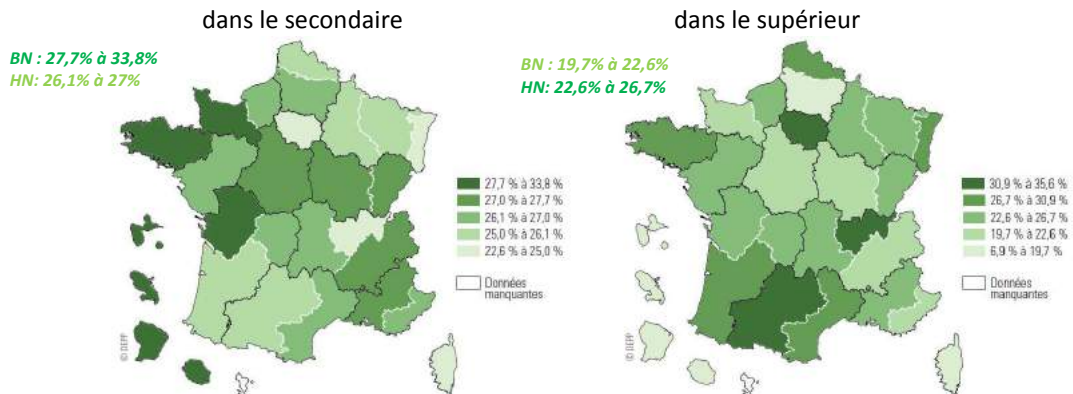 dans le secondaire
BN : 27,7% à 33,8%
HN: 26,1% à 27%
27,7 % à 33,8 %
27,0 % à 27,7 %
26,1 % à 27,0 %
25,0 % à 26,1 %
22,6 % à 25,0 %
Données
manquantes
© DEPP
dans le supérieur
BN : 19,7% à 22,6%
HN: 22,6% à 26,7%
30,9 % à 35,6 %
26,7 % à 30,9 %
22,6 % à 26,7 %
19,7 % à 22,6 %
6,9 % à 19,7 %
Données
manquantes
© DEPP